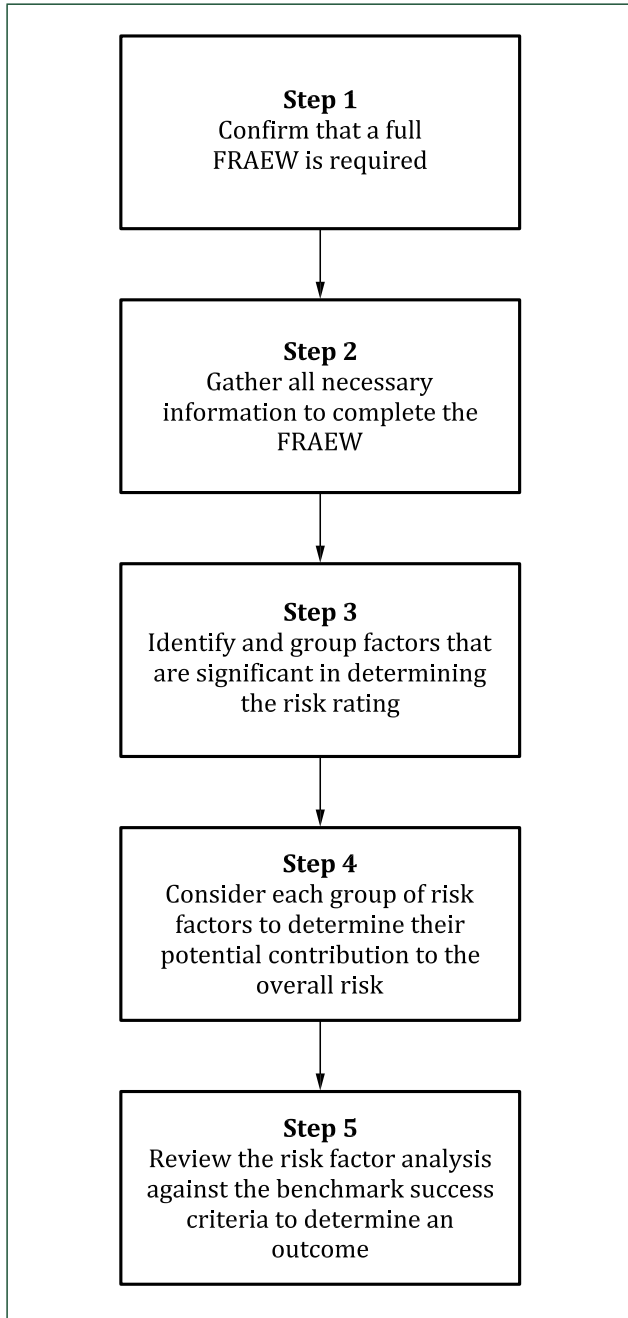 Step 1
Confirm that a full
FRAEW is required
Step 2
Gather all necessary
information to complete the
FRAEW
Step 3
Identify and group factors that
are significant in determining
the risk rating
Step 4
Consider each group of risk
factors to determine their
potential contribution to the
overall risk
Step 5
Review the risk factor analysis
against the benchmark success
criteria to determine an
outcome